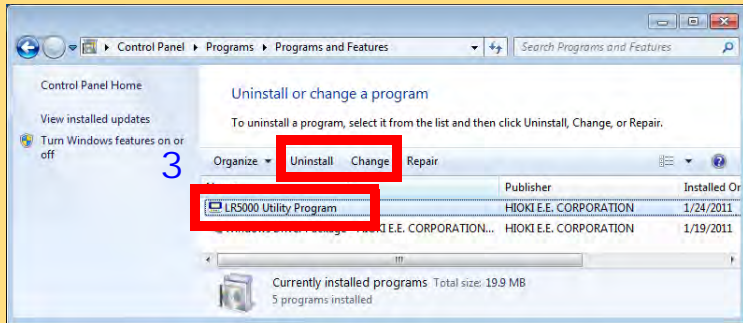 Control Panel Programs Programs and Features Search Programs and Features
Control Panel Home
View installed updates
Turn Windows features on or
off
3
Uninstall or change a program
To uninstall a program, select it from the list and then click Uninstall, Change, or Repair.
Organize Uninstall Change Repair
Publisher Installed On
LR5000 Utility Program HIOKI E.E. CORPORATION 1/24/2011
E.E. CORPORATION... HIOKI E.E. CORPORATION 1/19/2011
Currently installed programs Total size: 19.9 MB
5 programs installed